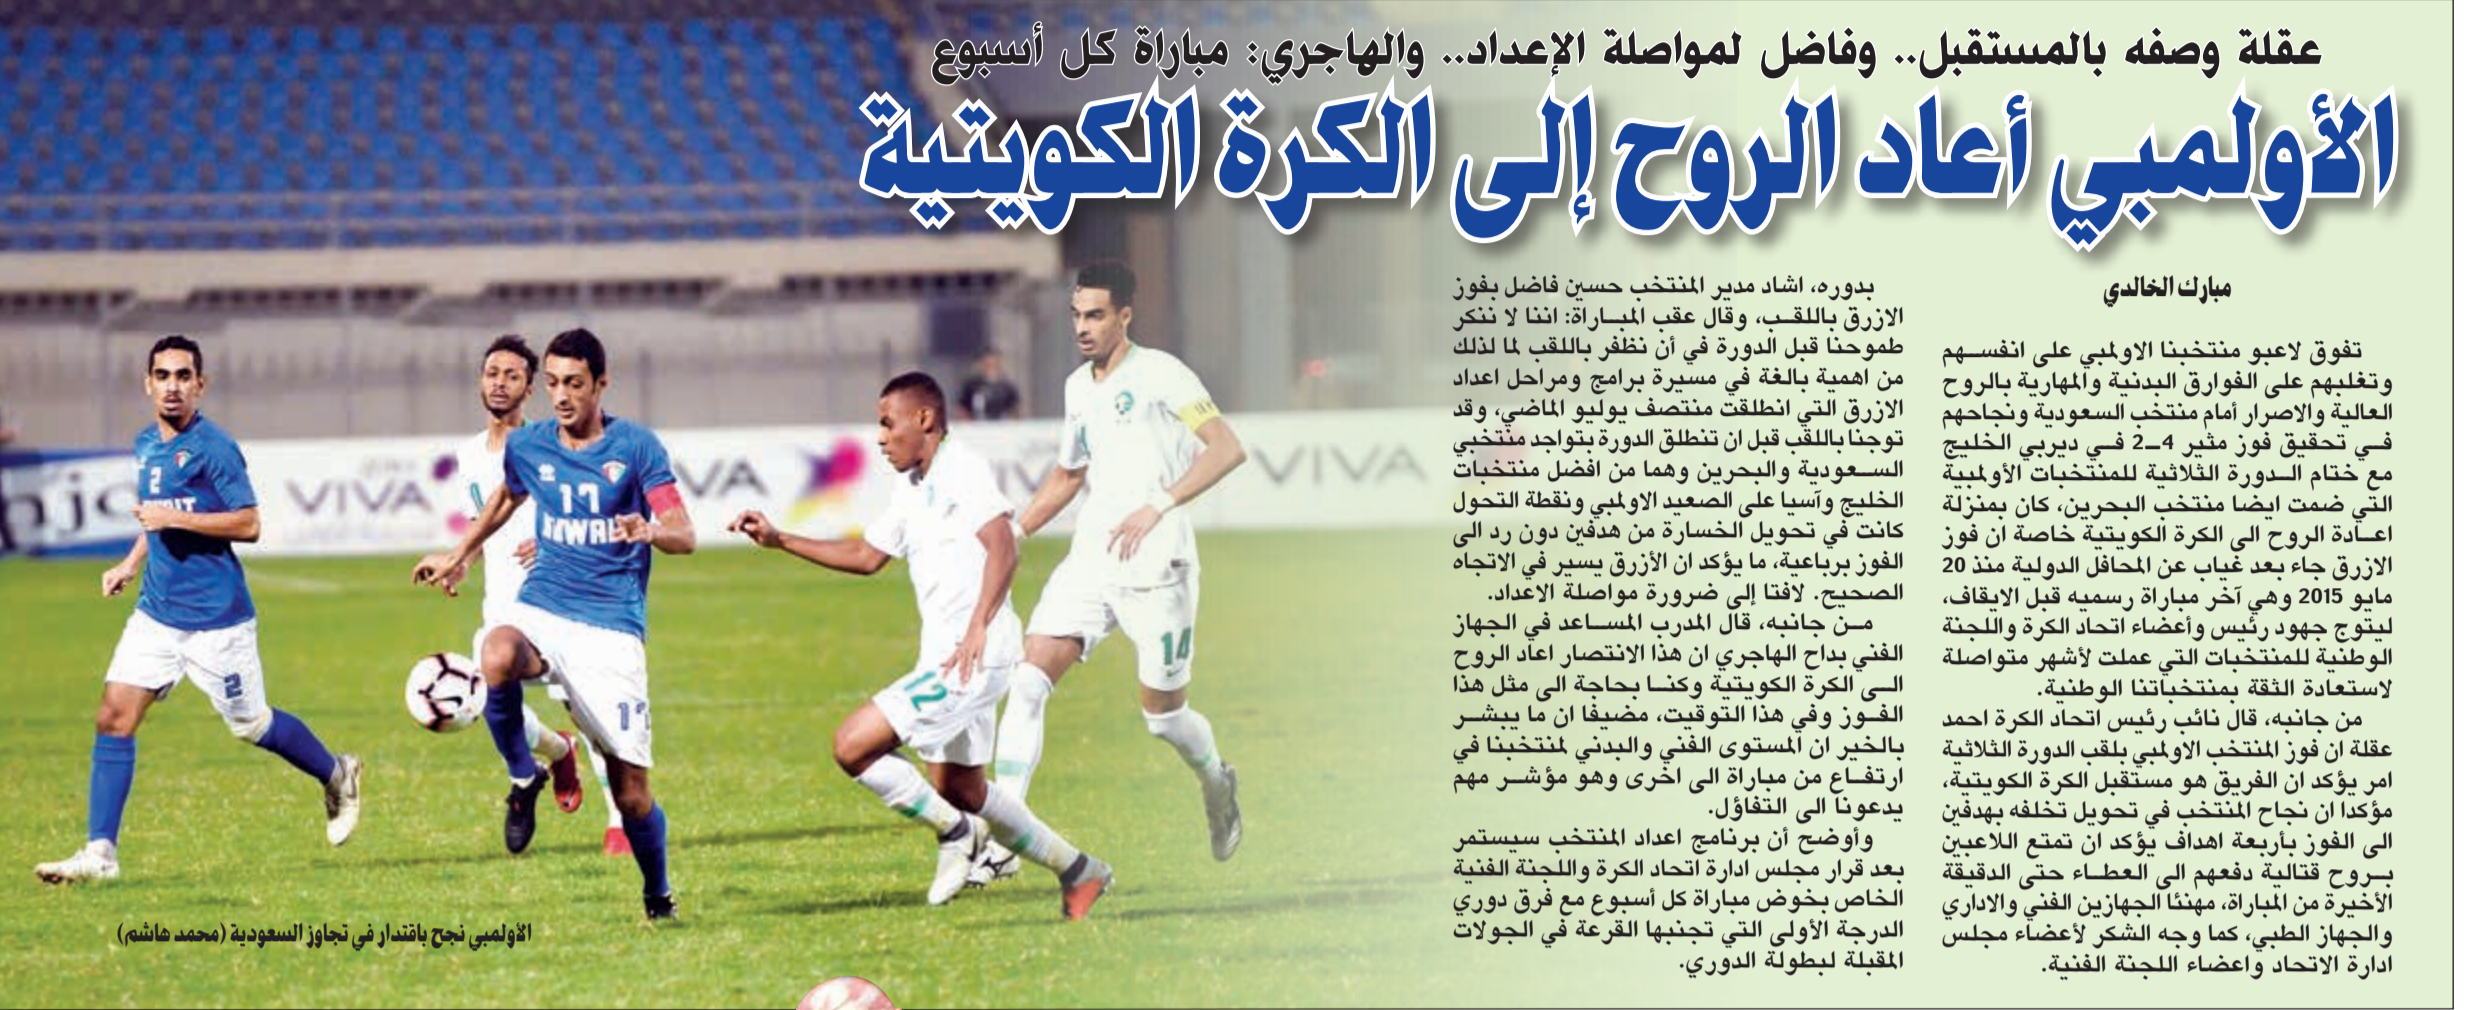 عقلة وصفه بالمستقبل.. وفاضل لمواصلة الإعداد.. والهاجري: مباراة كل أسبوع
الأولمبي أعاد الروح إلى الكرة الكويتية
مبارك الخالدي
تفوق لاعبو منتخبنا الاولمبي على انفسهم
وتغلبهم على الفوارق البدنية والمهارية بالروح
العالية والاصرار أمام منتخب السعودية ونجاحهم
في تحقيق فوز مثير 4-2 في ديربي الخليج
مع ختام الدورة الثلاثية للمنتخبات الأولمبية
التي ضمت ايضا منتخب البحرين، كان بمنزلة
اعادة الروح الى الكرة الكويتية خاصة ان فوز
الازرق جاء بعد غياب عن المحافل الدولية منذ 20
مايو 2015 وهي آخر مباراة رسميه قبل الايقاف،
ليتوج جهود رئيس وأعضاء اتحاد الكرة واللجنة
الوطنية للمنتخبات التي عملت لأشهر متواصلة
لاستعادة الثقة بمنتخباتنا الوطنية.
من جانبه، قال نائب رئيس اتحاد الكرة احمد
عقلة ان فوز المنتخب الاولمبي بلقب الدورة الثلاثية
امر يؤكد ان الفريق هو مستقبل الكرة الكويتية،
مؤكدا ان نجاح المنتخب في تحويل تخلفه بهدفين
الى الفوز بأربعة اهداف يؤكد ان تمتع اللاعبين
بروح قتالية دفعهم الى العطاء حتى الدقيقة
الأخيرة من المباراة، مهنئا الجهازين الفني والاداري
والجهاز الطبي، كما وجه الشكر لأعضاء مجلس
ادارة الاتحاد واعضاء اللجنة الفنية.
بدوره، اشاد مدير المنتخب حسين فاضل بفوز
الازرق باللقب، وقال عقب المباراة: اننا لا ننكر
طموحنا قبل الدورة في أن نظفر باللقب لما لذلك
من اهمية بالغة في مسيرة برامج ومراحل اعداد
الازرق التي انطلقت منتصف يوليو الماضي، وقد
توجنا باللقب قبل ان تنطلق الدورة بتواجد منتخبي
السعودية والبحرين وهما من افضل منتخبات
الخليج وآسيا على الصعيد الاولمبي ونقطة التحول
كانت في تحويل الخسارة من هدفين دون رد الى
الفوز برباعية، ما يؤكد ان الأزرق يسير في الاتجاه
الصحيح. لافتا إلى ضرورة مواصلة الاعداد.
من جانبه، قال المدرب المساعد في الجهاز
الفني بداح الهاجري ان هذا الانتصار اعاد الروح
الى الكرة الكويتية وكنا بحاجة الى مثل هذا
الفوز وفي هذا التوقيت، مضيفا ان ما يبشر
بالخير ان المستوى الفني والبدني لمنتخبنا في
ارتفاع من مباراة الى اخرى وهو مؤشر مهم
يدعونا الى التفاؤل.
وأوضح أن برنامج اعداد المنتخب سيستمر
بعد قرار مجلس ادارة اتحاد الكرة واللجنة الفنية
الخاص بخوض مباراة كل أسبوع مع فرق دوري
الدرجة الأولى التي تجنبها القرعة في الجولات
المقبلة لبطولة الدوري.
VIVA
VIVA
2
17
KUWAIT
12
14
2
17
الأولمبي نجح باقتدار في تجاوز السعودية (محمد هاشم)